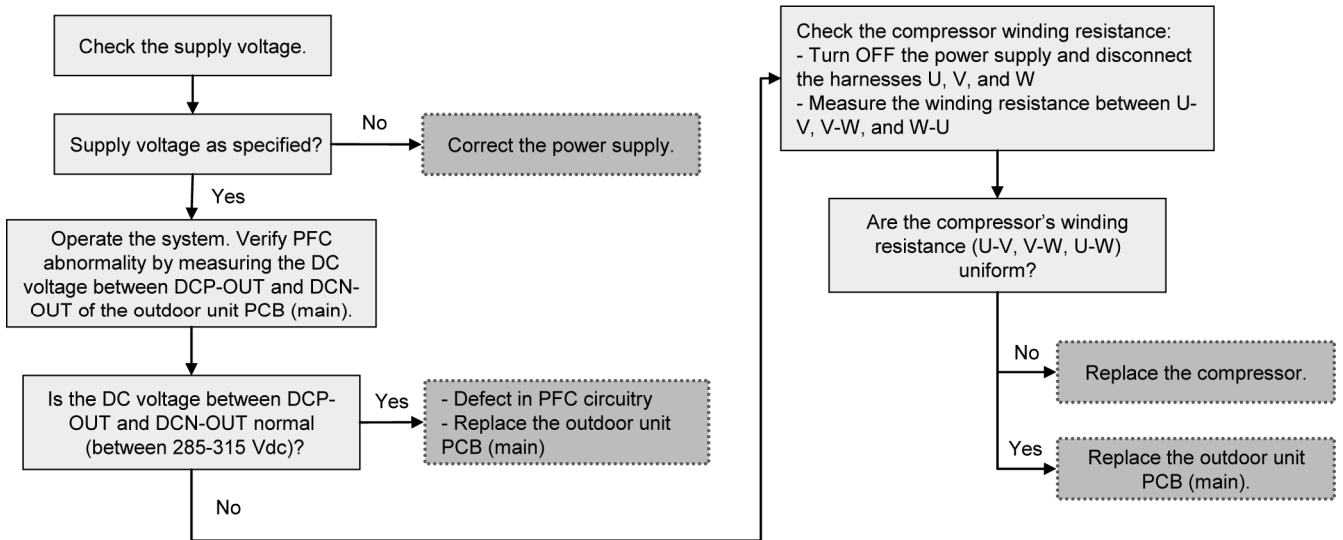 Check the supply voltage.
Supply voltage as specified?
No
Correct the power supply.
Yes
Operate the system. Verify PFC
abnormality by measuring the DC
voltage between DCP-OUT and DCN-
OUT of the outdoor unit PCB (main).
Is the DC voltage between DCP-
OUT and DCN-OUT normal
(between 285-315 Vdc)?
Yes
- Defect in PFC circuitry
- Replace the outdoor unit
PCB (main)
No
Check the compressor winding resistance:
- Turn OFF the power supply and disconnect
the harnesses U, V, and W
- Measure the winding resistance between U-
V, V-W, and W-U
Are the compressor's winding
resistance (U-V, V-W, U-W)
uniform?
No
Replace the compressor.
Yes
Replace the outdoor unit
PCB (main).